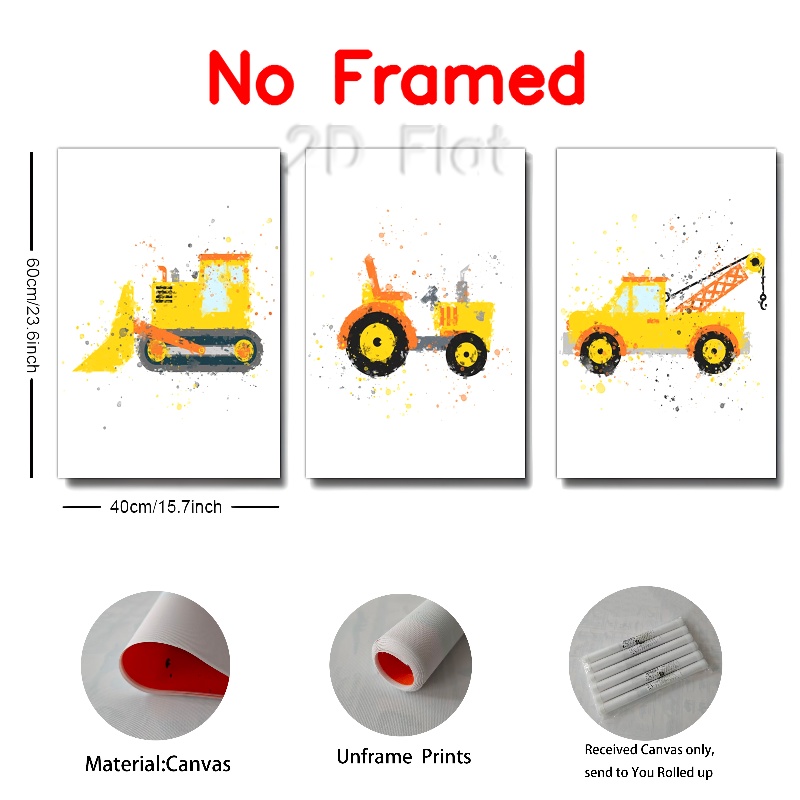 No Framed
2D Flat
60cm/23.6inch
40cm/15.7inch
Material:Canvas
Unframe Prints
Received Canvas only,
send to You Rolled up